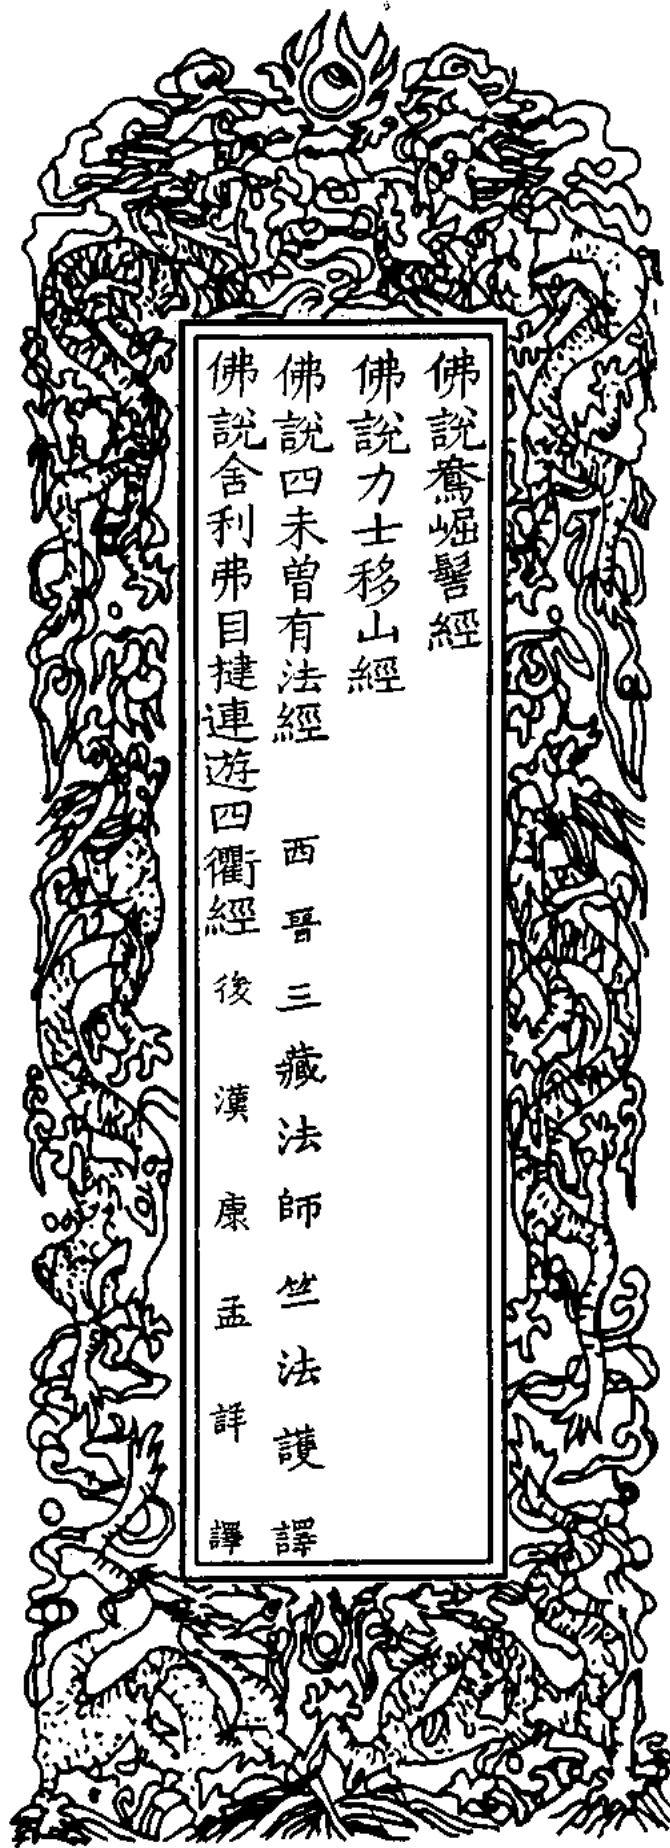 佛說鴦崛髻經
佛說力士移山經
佛說四未曾有法經 西晉三藏法師竺法護譯
佛說舍利弗目揵連遊四衢經 後漢康孟詳譯